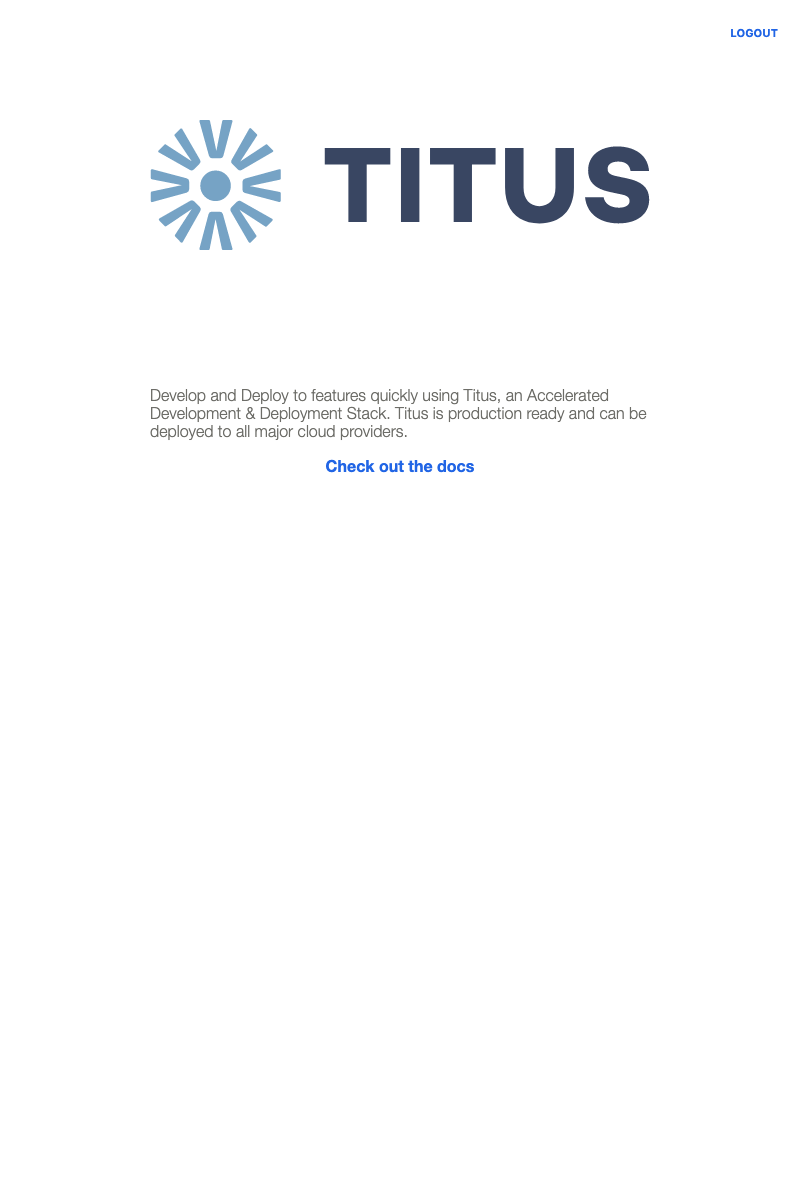 LOGOUT
TITUS
Develop and Deploy to features quickly using Titus, an Accelerated
Development & Deployment Stack. Titus is production ready and can be
deployed to all major cloud providers.
Check out the docs